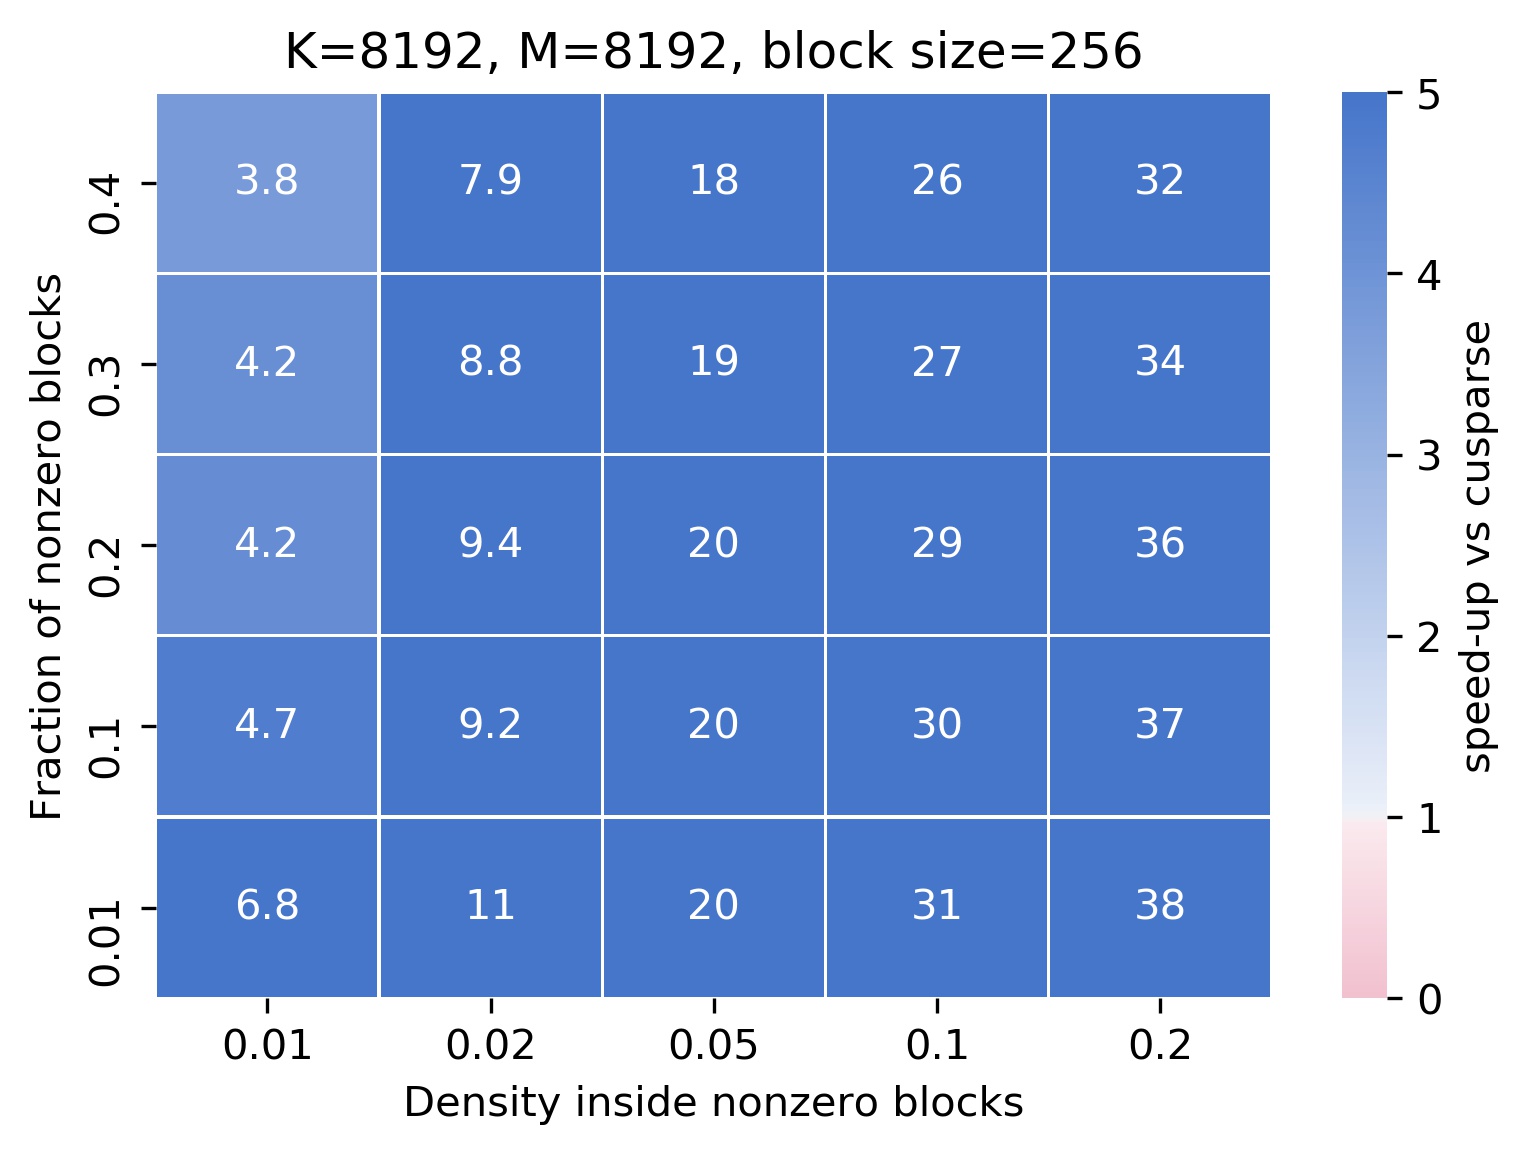 K=8192, M=8192, block size=256
Fraction of nonzero blocks
0.4 3.8 7.9 18 26 32
0.3 4.2 8.8 19 27 34
0.2 4.2 9.4 20 29 36
0.1 4.7 9.2 20 30 37
0.01 6.8 11 20 31 38
0.01 0.02 0.05 0.1 0.2
Density inside nonzero blocks
5
4
3
2
1
0
speed-up vs cusparse